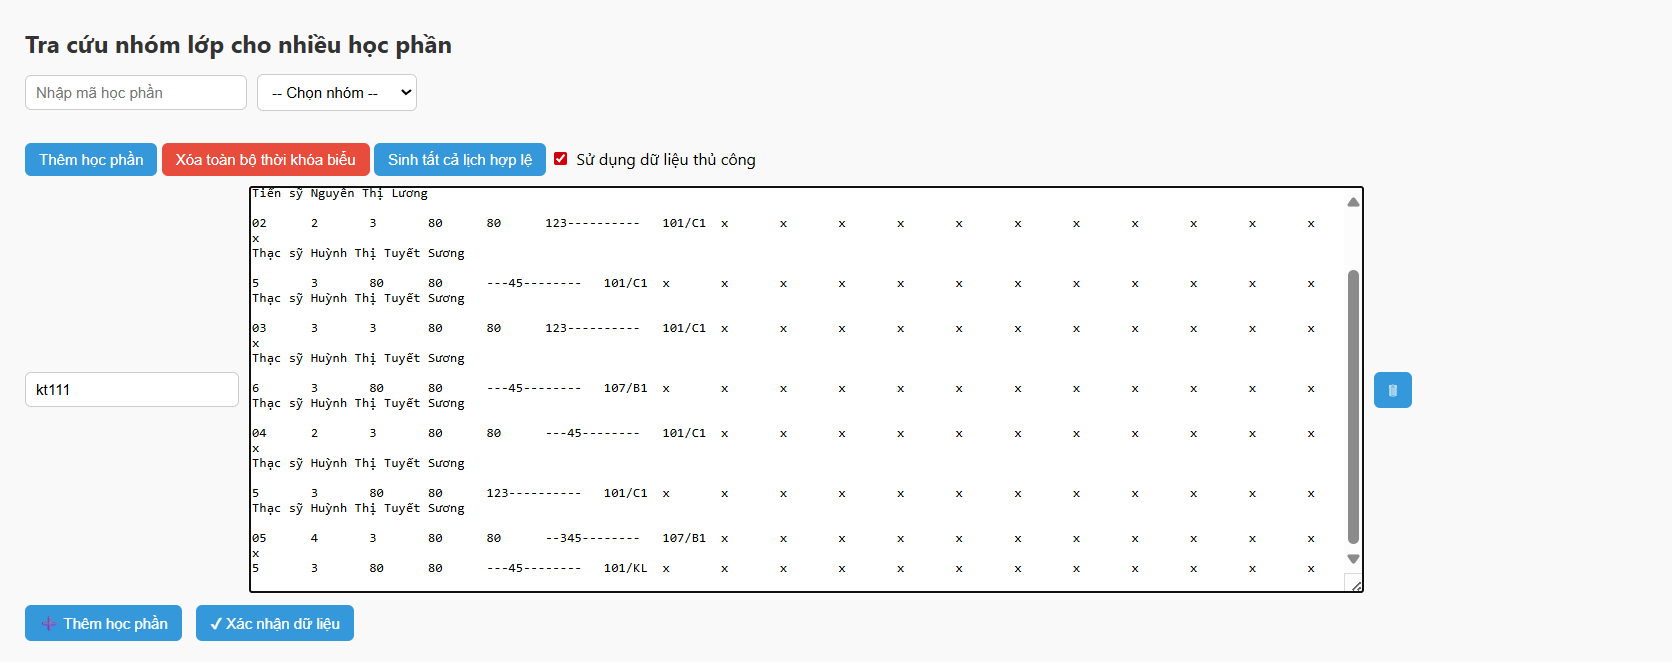 Tra cứu nhóm lớp cho nhiều học phần
Nhập mã học phần -- Chọn nhóm --
Thêm học phần Xóa toàn bộ thời khóa biểu Sinh tất cả lịch hợp lệ Sử dụng dữ liệu thủ công
Tiến sỹ Nguyễn Thị Lương
02 2 3 80 80 123---------- 101/C1 x x x x x x x x x x x
x
Thạc sỹ Huỳnh Thị Tuyết Sương
5 3 80 80 ---45-------- 101/C1 x x x x x x x x x x x x
Thạc sỹ Huỳnh Thị Tuyết Sương
03 3 3 80 80 123---------- 101/C1 x x x x x x x x x x x
x
Thạc sỹ Huỳnh Thị Tuyết Sương
6 3 80 80 ---45-------- 107/B1 x x x x x x x x x x x x
Thạc sỹ Huỳnh Thị Tuyết Sương
04 2 3 80 80 ---45-------- 101/C1 x x x x x x x x x x x
x
Thạc sỹ Huỳnh Thị Tuyết Sương
5 3 80 80 123---------- 101/C1 x x x x x x x x x x x x
Thạc sỹ Huỳnh Thị Tuyết Sương
05 4 3 80 80 --345-------- 107/B1 x x x x x x x x x x x
x
5 3 80 80 ---45-------- 101/KL x x x x x x x x x x x x
kt111
Thêm học phần ✓ Xác nhận dữ liệu